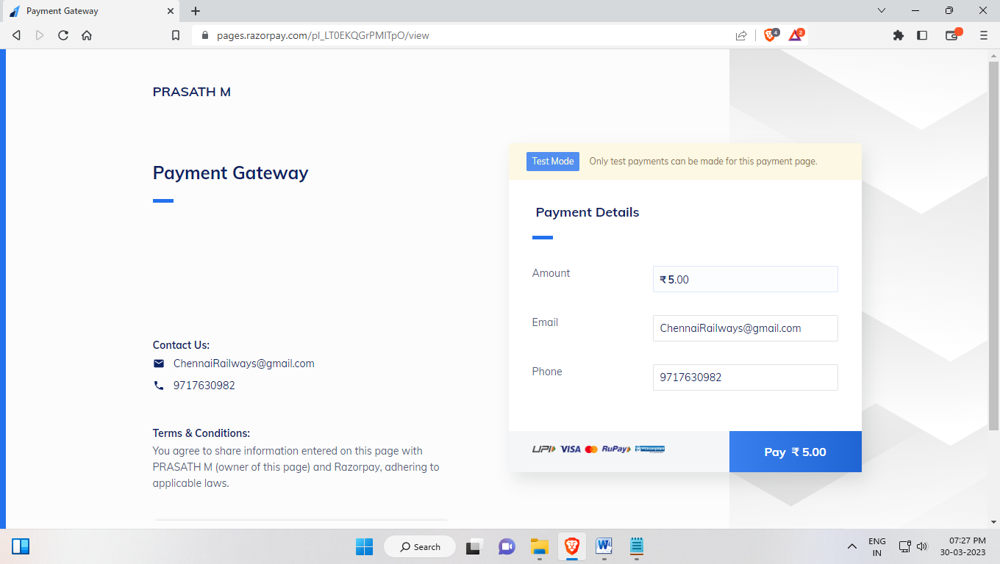 Payment Gateway
pages.razorpay.com/pl_LT0EKQGrPMlTpO/view
4
2
PRASATH M
Payment Gateway
Test Mode Only test payments can be made for this payment page.
Payment Details
Amount ₹ 5.00
Email ChennaiRailways@gmail.com
Phone 9717630982
Contact Us:
ChennaiRailways@gmail.com
9717630982
Terms & Conditions:
You agree to share information entered on this page with
PRASATH M (owner of this page) and Razorpay, adhering to
applicable laws.
UPI VISA RuPay
Pay ₹ 5.00
Search
ENG
IN
07:27 PM
30-03-2023